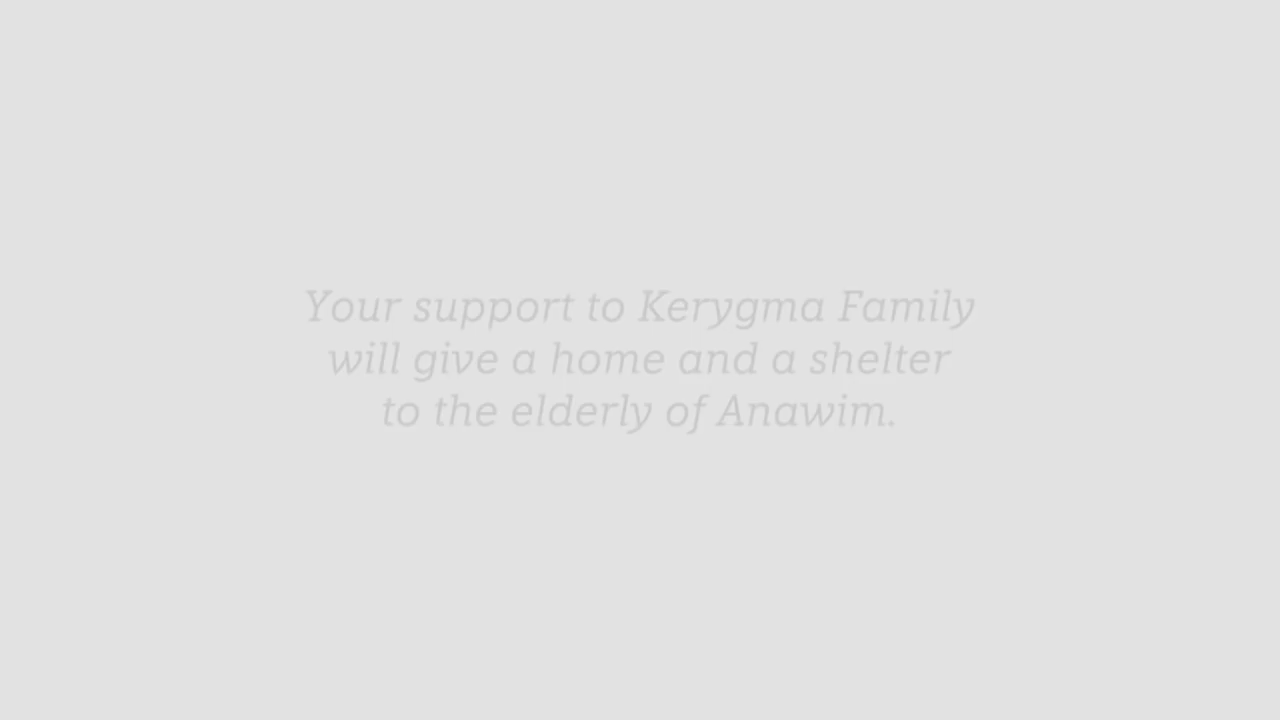 Your support to Kerygma Family
will give a home and a shelter
to the elderly of Anawim.